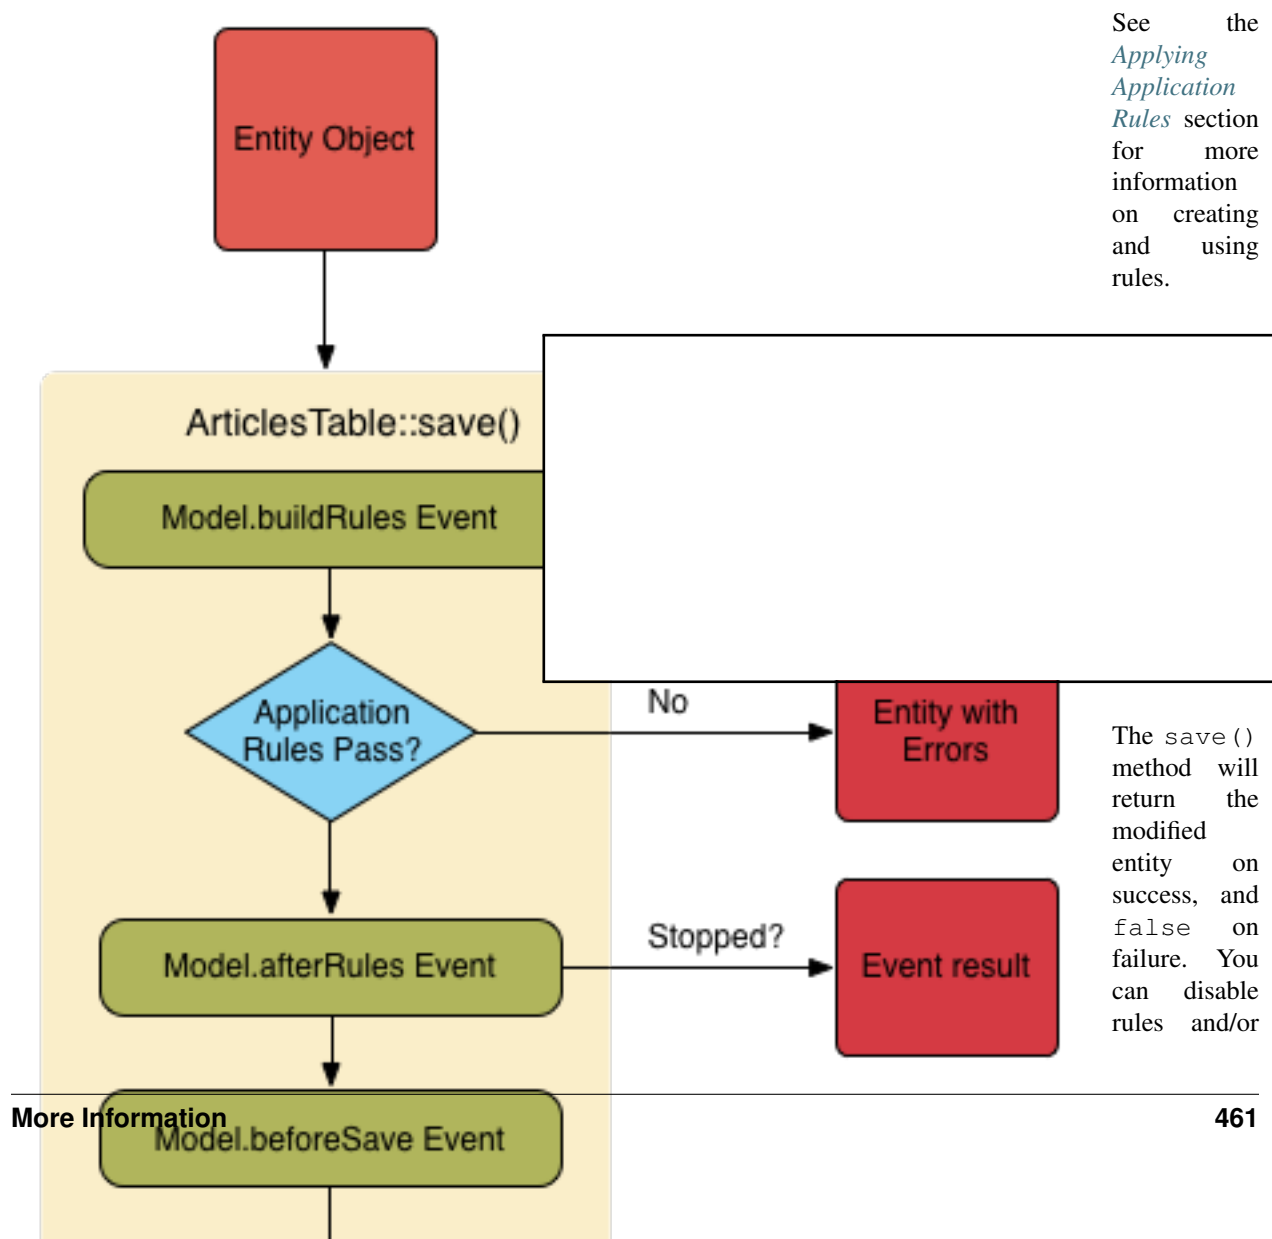 Entity Object
See the
Applying
Application
Rules section
for more
information
on creating
and using
rules.
ArticlesTable::save()
Model.buildRules Event
Application
Rules Pass?
No
Entity with
Errors
Model.afterRules Event
Stopped?
Event result
The save()
method will
return the
modified
entity on
success, and
false on
failure. You
can disable
rules and/or
Model.beforeSave Event
More Information
461